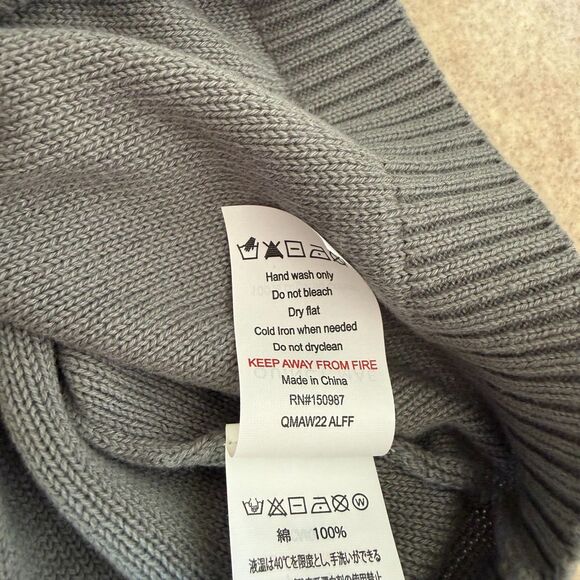 Hand wash only
Do not bleach
Dry flat
Cold Iron when needed
Do not dryclean
KEEP AWAY FROM FIRE
Made in China
RN#150987
QMAW22 ALFF
W
綿 100%
液温は40℃を限度とし、手洗いができる